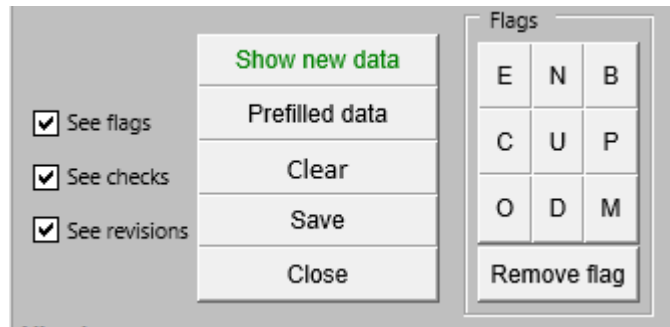 Flags
Show new data
E N B
Prefilled data
See flags
C U P
Clear
See checks
Save
O D M
See revisions
Close
Remove flag